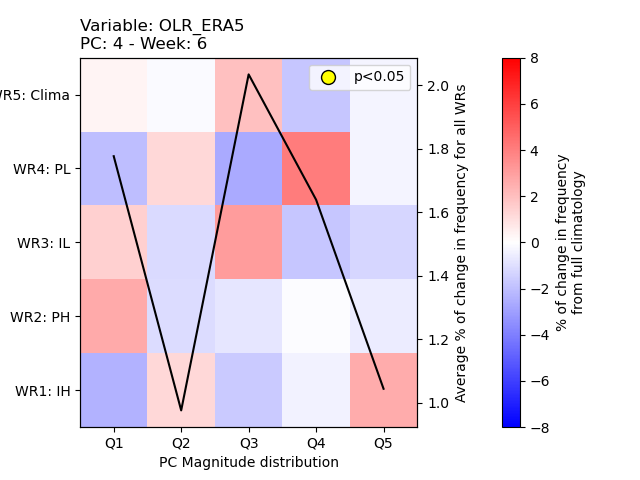 Variable: OLR_ERA5
PC: 4 - Week: 6
p<0.05
WR5: Clima
WR4: PL
WR3: IL
WR2: PH
WR1: IH
Q1 Q2 Q3 Q4 Q5
PC Magnitude distribution
2.0
1.8
1.6
1.4
1.2
1.0
Average % of change in frequency for all WRs
8
6
4
2
0
−2
−4
−6
−8
% of change in frequency
from full climatology